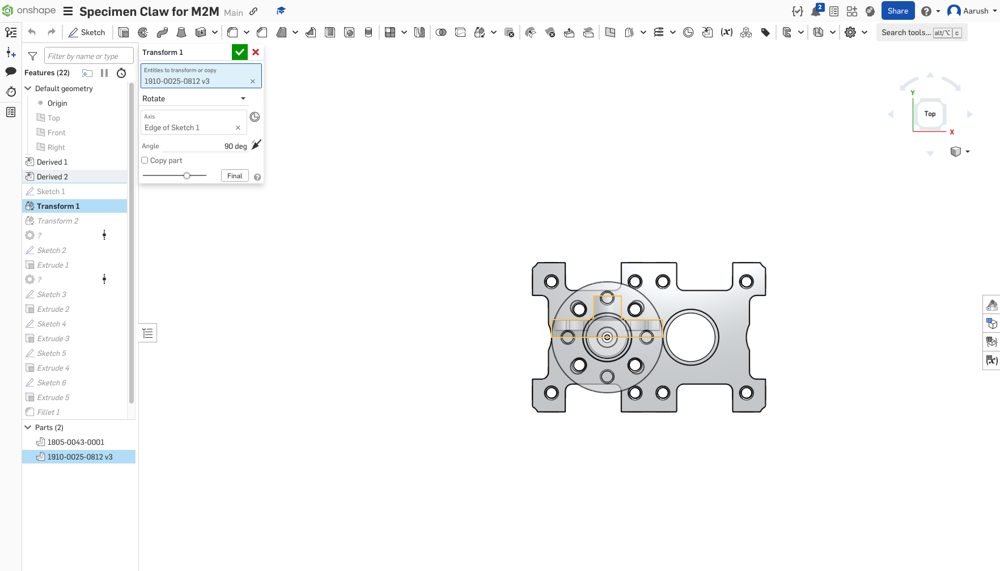 onshape
Specimen Claw for M2M Main
2
Share
Aarush
Sketch
(x)
Search tools... alt/⌥ c
Filter by name or type
Features (22)
Default geometry
Origin
Top
Front
Right
Derived 1
Derived 2
Sketch 1
Transform 1
Transform 2
?
Sketch 2
Extrude 1
?
Sketch 3
Extrude 2
Sketch 4
Extrude 3
Sketch 5
Extrude 4
Sketch 6
Extrude 5
Fillet 1
Parts (2)
1805-0043-0001
1910-0025-0812 v3
Transform 1
Entities to transform or copy
1910-0025-0812 v3
Rotate
Axis
Edge of Sketch 1
Angle 90 deg
Copy part
Final
Y
Top
X
(x)